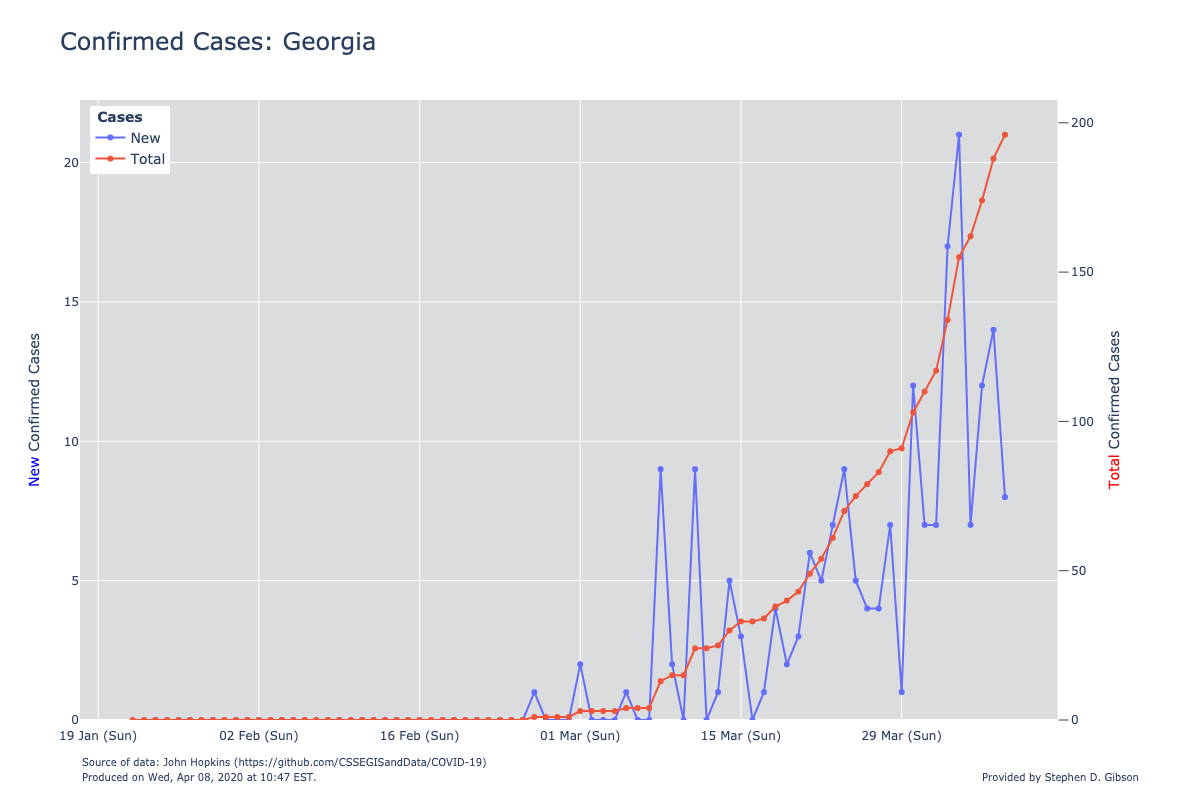 Confirmed Cases: Georgia
Cases
New
Total
20
15
10
5
0
200
150
100
50
0
New Confirmed Cases
Total Confirmed Cases
19 Jan (Sun)
02 Feb (Sun)
16 Feb (Sun)
01 Mar (Sun)
15 Mar (Sun)
29 Mar (Sun)
Source of data: John Hopkins (https://github.com/CSSEGISandData/COVID-19)
Produced on Wed, Apr 08, 2020 at 10:47 EST.
Provided by Stephen D. Gibson